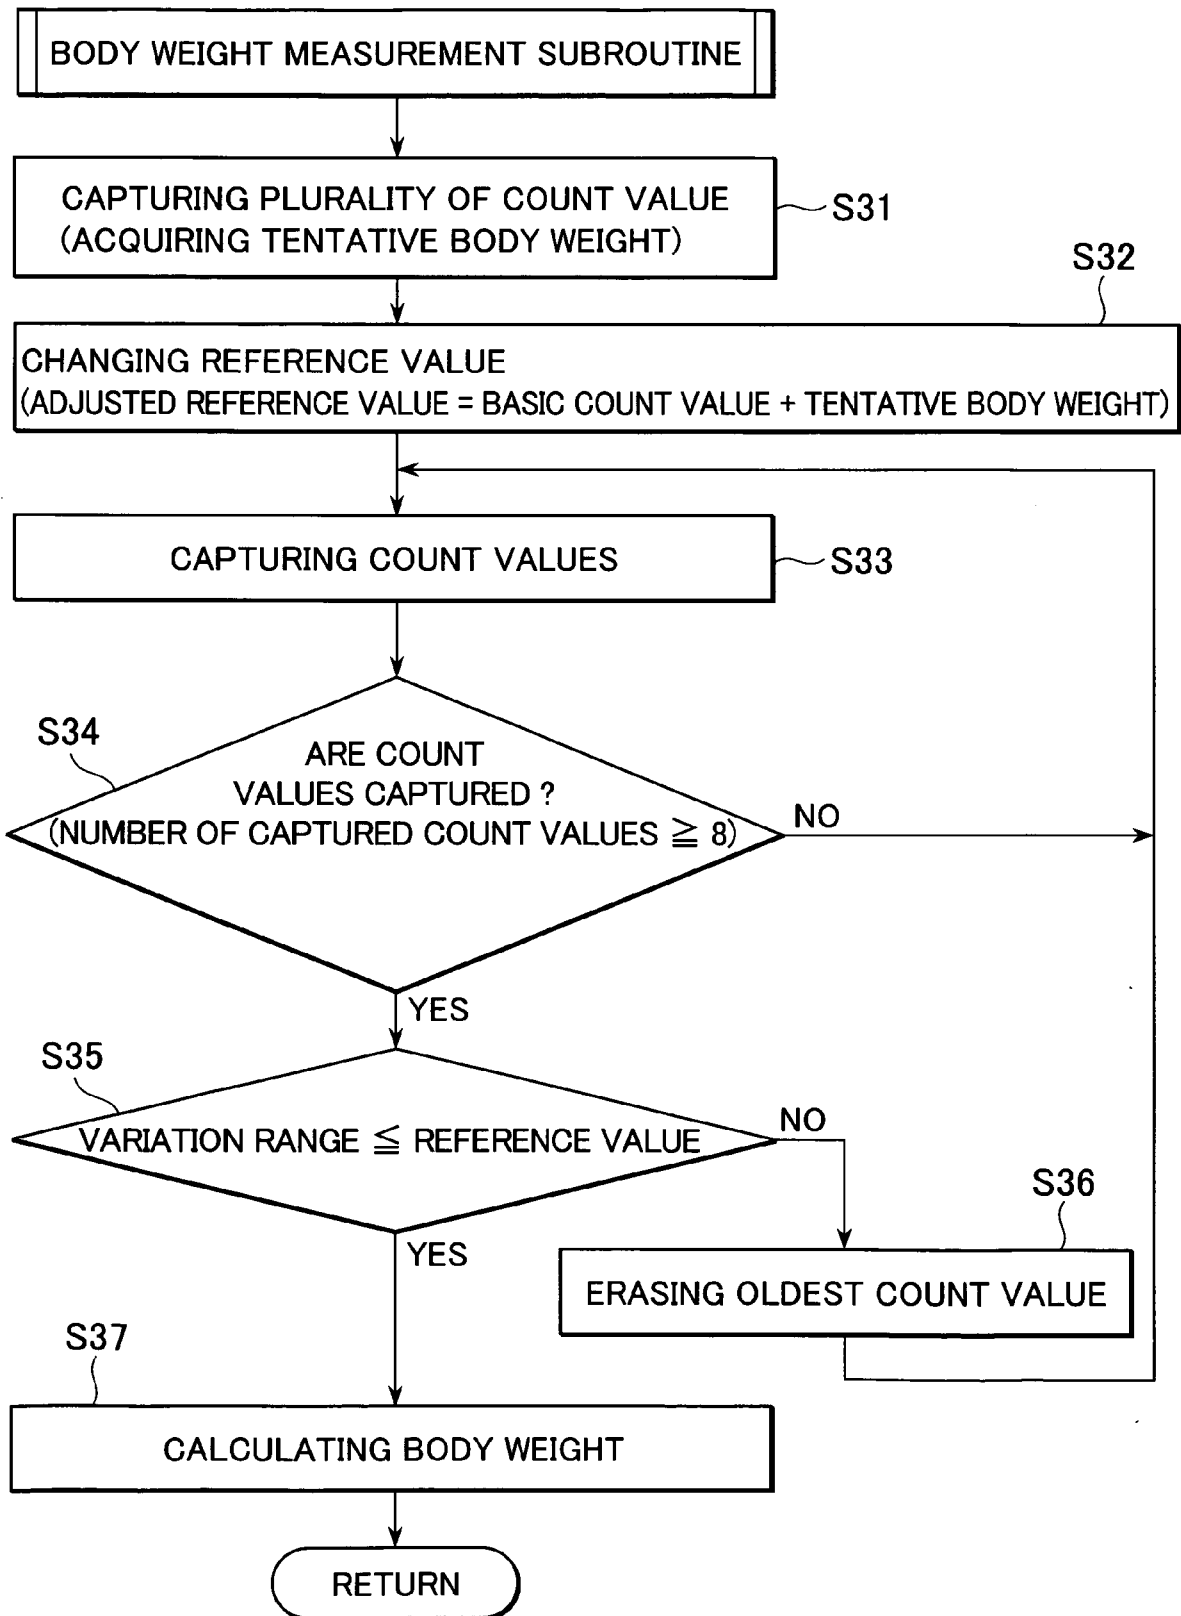 BODY WEIGHT MEASUREMENT SUBROUTINE
CAPTURING PLURALITY OF COUNT VALUE
(ACQUIRING TENTATIVE BODY WEIGHT)
S31
S32
CHANGING REFERENCE VALUE
(ADJUSTED REFERENCE VALUE = BASIC COUNT VALUE + TENTATIVE BODY WEIGHT)
CAPTURING COUNT VALUES
S33
S34
ARE COUNT
VALUES CAPTURED ?
(NUMBER OF CAPTURED COUNT VALUES ≧ 8)
NO
YES
S35
VARIATION RANGE ≦ REFERENCE VALUE
NO
YES
S36
ERASING OLDEST COUNT VALUE
S37
CALCULATING BODY WEIGHT
RETURN